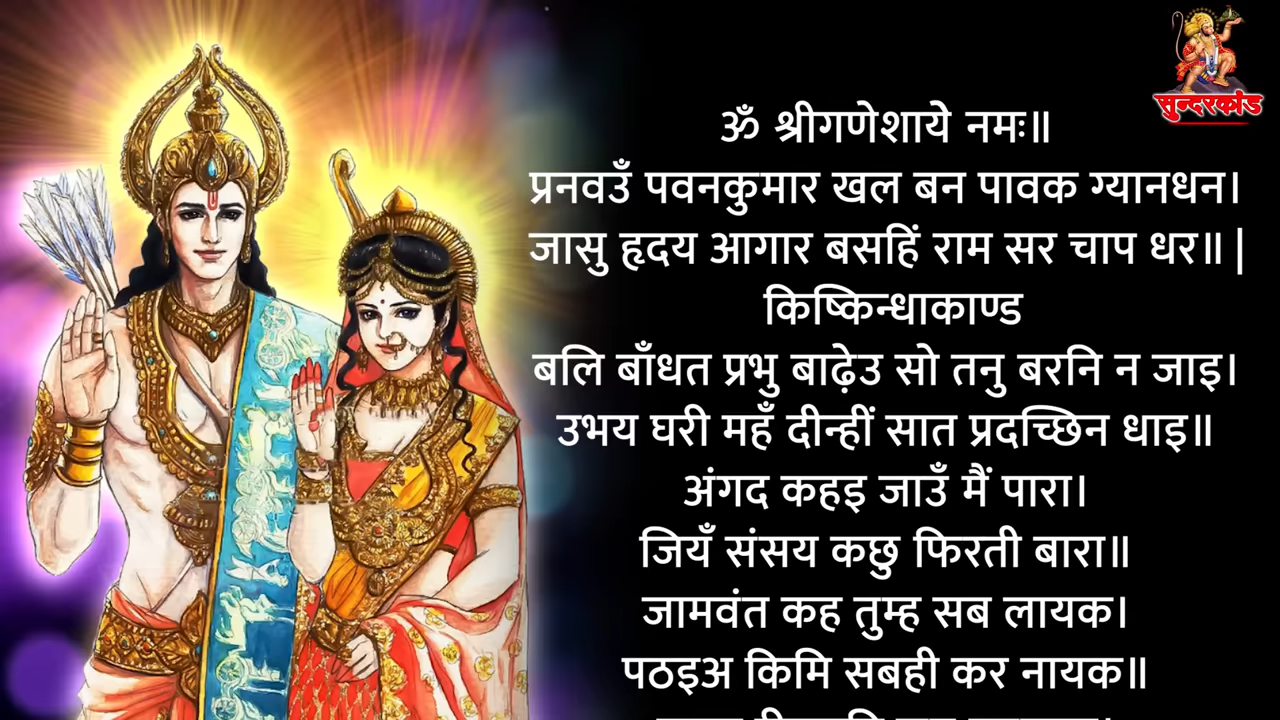 सुन्दरकांड
ॐ श्रीगणेशाये नमः॥
प्रनवउँ पवनकुमार खल बन पावक ग्यानधन।
जासु हृदय आगार बसहिं राम सर चाप धर॥ |
किष्किन्धाकाण्ड
बलि बाँधत प्रभु बाढ़ेउ सो तनु बरनि न जाइ।
उभय घरी महँ दीन्हीं सात प्रदच्छिन धाइ॥
अंगद कहइ जाउँ मैं पारा।
जियँ संसय कछु फिरती बारा॥
जामवंत कह तुम्ह सब लायक।
पठइअ किमि सबही कर नायक॥